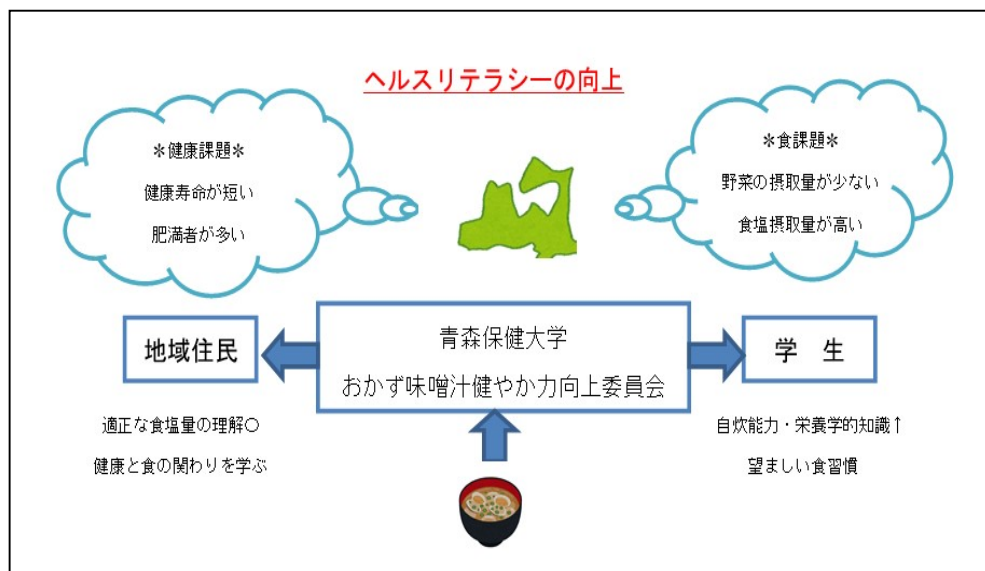 ヘルスリテラシーの向上
＊健康課題＊
健康寿命が短い
肥満者が多い
＊食課題＊
野菜の摂取量が少ない
食塩摂取量が高い
地域住民
青森保健大学
おかず味噌汁健やか力向上委員会
学　生
適正な食塩量の理解○
健康と食の関わりを学ぶ
自炊能力・栄養学的知識↑
望ましい食習慣